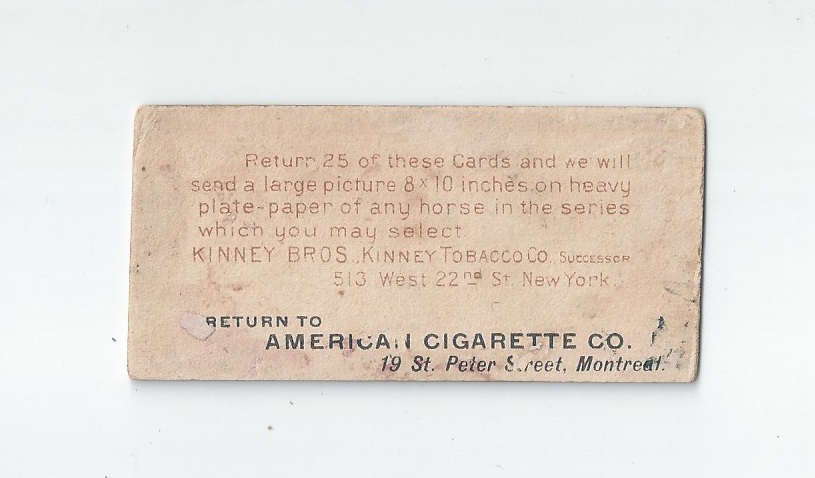 Return 25 of these Cards and we will
send a large picture 8x10 inches on heavy
plate-paper of any horse in the series
which you may select
KINNEY BROS., KINNEY TOBACCO CO., SUCCESSOR
513 West 22nd St. New York.
RETURN TO
AMERICAN CIGARETTE CO.
19 St. Peter Street, Montreal.